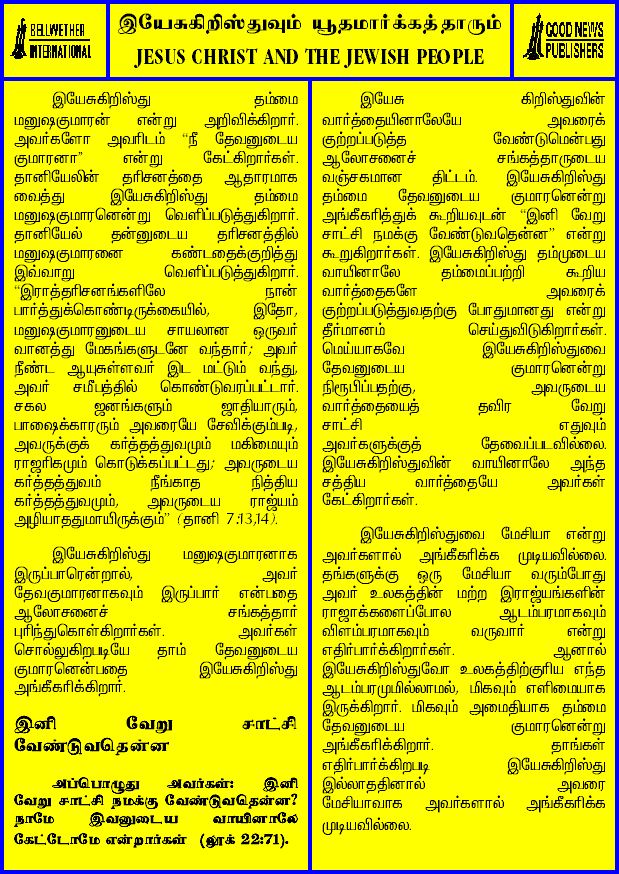 BELLWETHER
INTERNATIONAL
இயேசுகிறிஸ்துவும் யூதமார்க்கத்தாரும்
JESUS CHRIST AND THE JEWISH PEOPLE
GOOD NEWS
PUBLISHERS
இயேசுகிறிஸ்து தம்மை
மனுஷகுமாரன் என்று அறிவிக்கிறார்.
அவர்களோ அவரிடம் “நீ தேவனுடைய
குமாரனா” என்று கேட்கிறார்கள்.
தானியேலின் தரிசனத்தை ஆதாரமாக
வைத்து இயேசுகிறிஸ்து தம்மை
மனுஷகுமாரனென்று வெளிப்படுத்துகிறார்.
தானியேல் தன்னுடைய தரிசனத்தில்
மனுஷகுமாரனை கண்டதைக்குறித்து
இவ்வாறு வெளிப்படுத்துகிறார்.
“இராத்தரிசனங்களிலே நான்
பார்த்துக்கொண்டிருக்கையில், இதோ,
மனுஷகுமாரனுடைய சாயலான ஒருவர்
வானத்து மேகங்களுடனே வந்தார்; அவர்
நீண்ட ஆயுசுள்ளவர் இட மட்டும் வந்து,
அவர் சமீபத்தில் கொண்டுவரப்பட்டார்.
சகல ஜனங்களும் ஜாதியாரும்,
பாஷைக்காரரும் அவரையே சேவிக்கும்படி,
அவருக்குக் கர்த்தத்துவமும் மகிமையும்
ராஜரிகமும் கொடுக்கப்பட்டது; அவருடைய
கர்த்தத்துவம் நீங்காத நித்திய
கர்த்தத்துவமும், அவருடைய ராஜ்யம்
அழியாததுமாயிருக்கும்” (தானி 7:13,14).
இயேசுகிறிஸ்து மனுஷகுமாரனாக
இருப்பாரென்றால், அவர்
தேவகுமாரனாகவும் இருப்பார் என்பதை
ஆலோசனைச் சங்கத்தார்
புரிந்துகொள்கிறார்கள். அவர்கள்
சொல்லுகிறபடியே தாம் தேவனுடைய
குமாரனென்பதை இயேசுகிறிஸ்து
அங்கீகரிக்கிறார்.
இனி வேறு சாட்சி
வேண்டுவதென்ன
அப்பொழுது அவர்கள்: இனி
வேறு சாட்சி நமக்கு வேண்டுவதென்ன?
நாமே இவனுடைய வாயினாலே
கேட்டோமே என்றார்கள் (லூக் 22:71).
இயேசு கிறிஸ்துவின்
வார்த்தையினாலேயே அவரைக்
குற்றப்படுத்த வேண்டுமென்பது
ஆலோசனைச் சங்கத்தாருடைய
வஞ்சகமான திட்டம். இயேசுகிறிஸ்து
தம்மை தேவனுடைய குமாரனென்று
அங்கீகரித்துக் கூறியவுடன் “இனி வேறு
சாட்சி நமக்கு வேண்டுவதென்ன” என்று
கூறுகிறார்கள். இயேசுகிறிஸ்து தம்முடைய
வாயினாலே தம்மைப்பற்றி கூறிய
வார்த்தைகளே அவரைக்
குற்றப்படுத்துவதற்கு போதுமானது என்று
தீர்மானம் செய்துவிடுகிறார்கள்.
மெய்யாகவே இயேசுகிறிஸ்துவை
தேவனுடைய குமாரனென்று
நிரூபிப்பதற்கு, அவருடைய
வார்த்தையைத் தவிர வேறு
சாட்சி எதுவும்
அவர்களுக்குத் தேவைப்படவில்லை.
இயேசுகிறிஸ்துவின் வாயினாலே அந்த
சத்திய வார்த்தையே அவர்கள்
கேட்கிறார்கள்.
இயேசுகிறிஸ்துவை மேசியா என்று
அவர்களால் அங்கீகரிக்க முடியவில்லை.
தங்களுக்கு ஒரு மேசியா வரும்போது
அவர் உலகத்தின் மற்ற இராஜ்யங்களின்
ராஜாக்களைப்போல ஆடம்பரமாகவும்
விளம்பரமாகவும் வருவார் என்று
எதிர்பார்க்கிறார்கள். ஆனால்
இயேசுகிறிஸ்துவோ உலகத்திற்குரிய எந்த
ஆடம்பரமுமில்லாமல், மிகவும் எளிமையாக
இருக்கிறார். மிகவும் அமைதியாக தம்மை
தேவனுடைய குமாரனென்று
அங்கீகரிக்கிறார். தாங்கள்
எதிர்பார்க்கிறபடி இயேசுகிறிஸ்து
இல்லாததினால் அவரை
மேசியாவாக அவர்களால் அங்கீகரிக்க
முடியவில்லை.